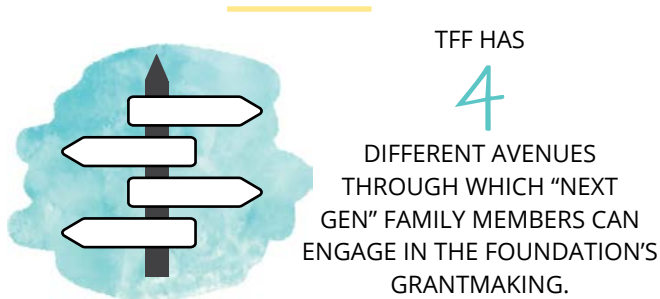 TFF HAS
4
DIFFERENT AVENUES
THROUGH WHICH “NEXT
GEN” FAMILY MEMBERS CAN
ENGAGE IN THE FOUNDATION’S
GRANTMAKING.